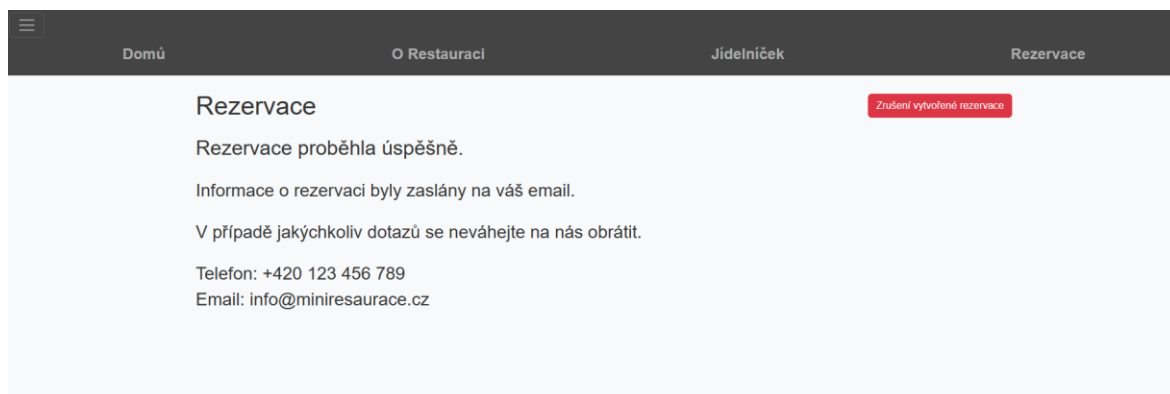 Domů
O Restauraci
Jídelníček
Rezervace
Rezervace
Zrušení vytvořené rezervace
Rezervace proběhla úspěšně.
Informace o rezervaci byly zaslány na váš email.
V případě jakýchkoliv dotazů se neváhejte na nás obrátit.
Telefon: +420 123 456 789
Email: info@miniresaurace.cz